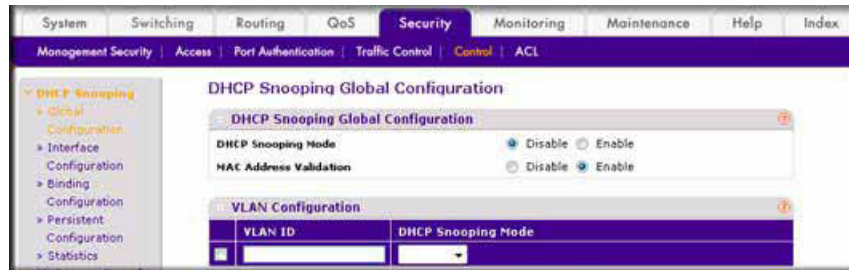 System Switching Routing QoS Security Monitoring Maintenance Help Index
Management Security Access Port Authentication Traffic Control Control ACL
DHCP Snooping
» Global
Configuration
» Interface
Configuration
» Binding
Configuration
» Persistent
Configuration
» Statistics
DHCP Snooping Global Configuration
DHCP Snooping Global Configuration
DHCP Snooping Mode Disable Enable
MAC Address Validation Disable Enable
VLAN Configuration
VLAN ID DHCP Snooping Mode